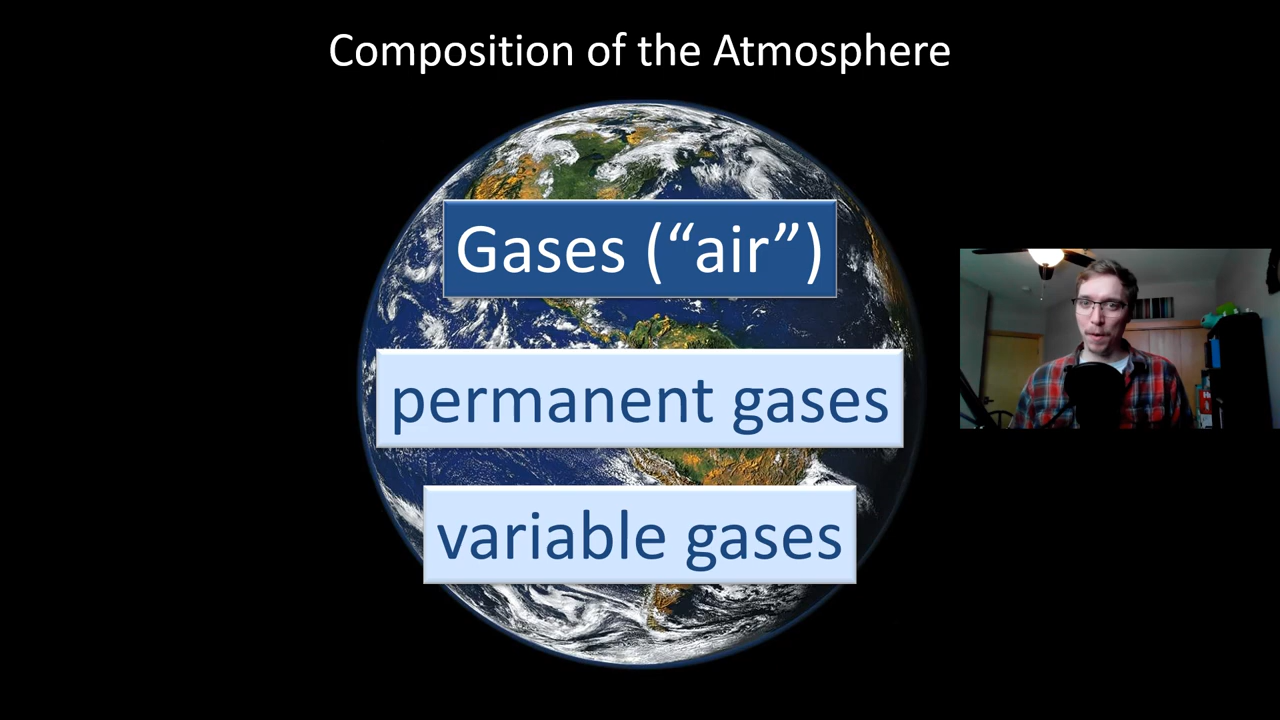 Composition of the Atmosphere
Gases (“air”)
permanent gases
variable gases